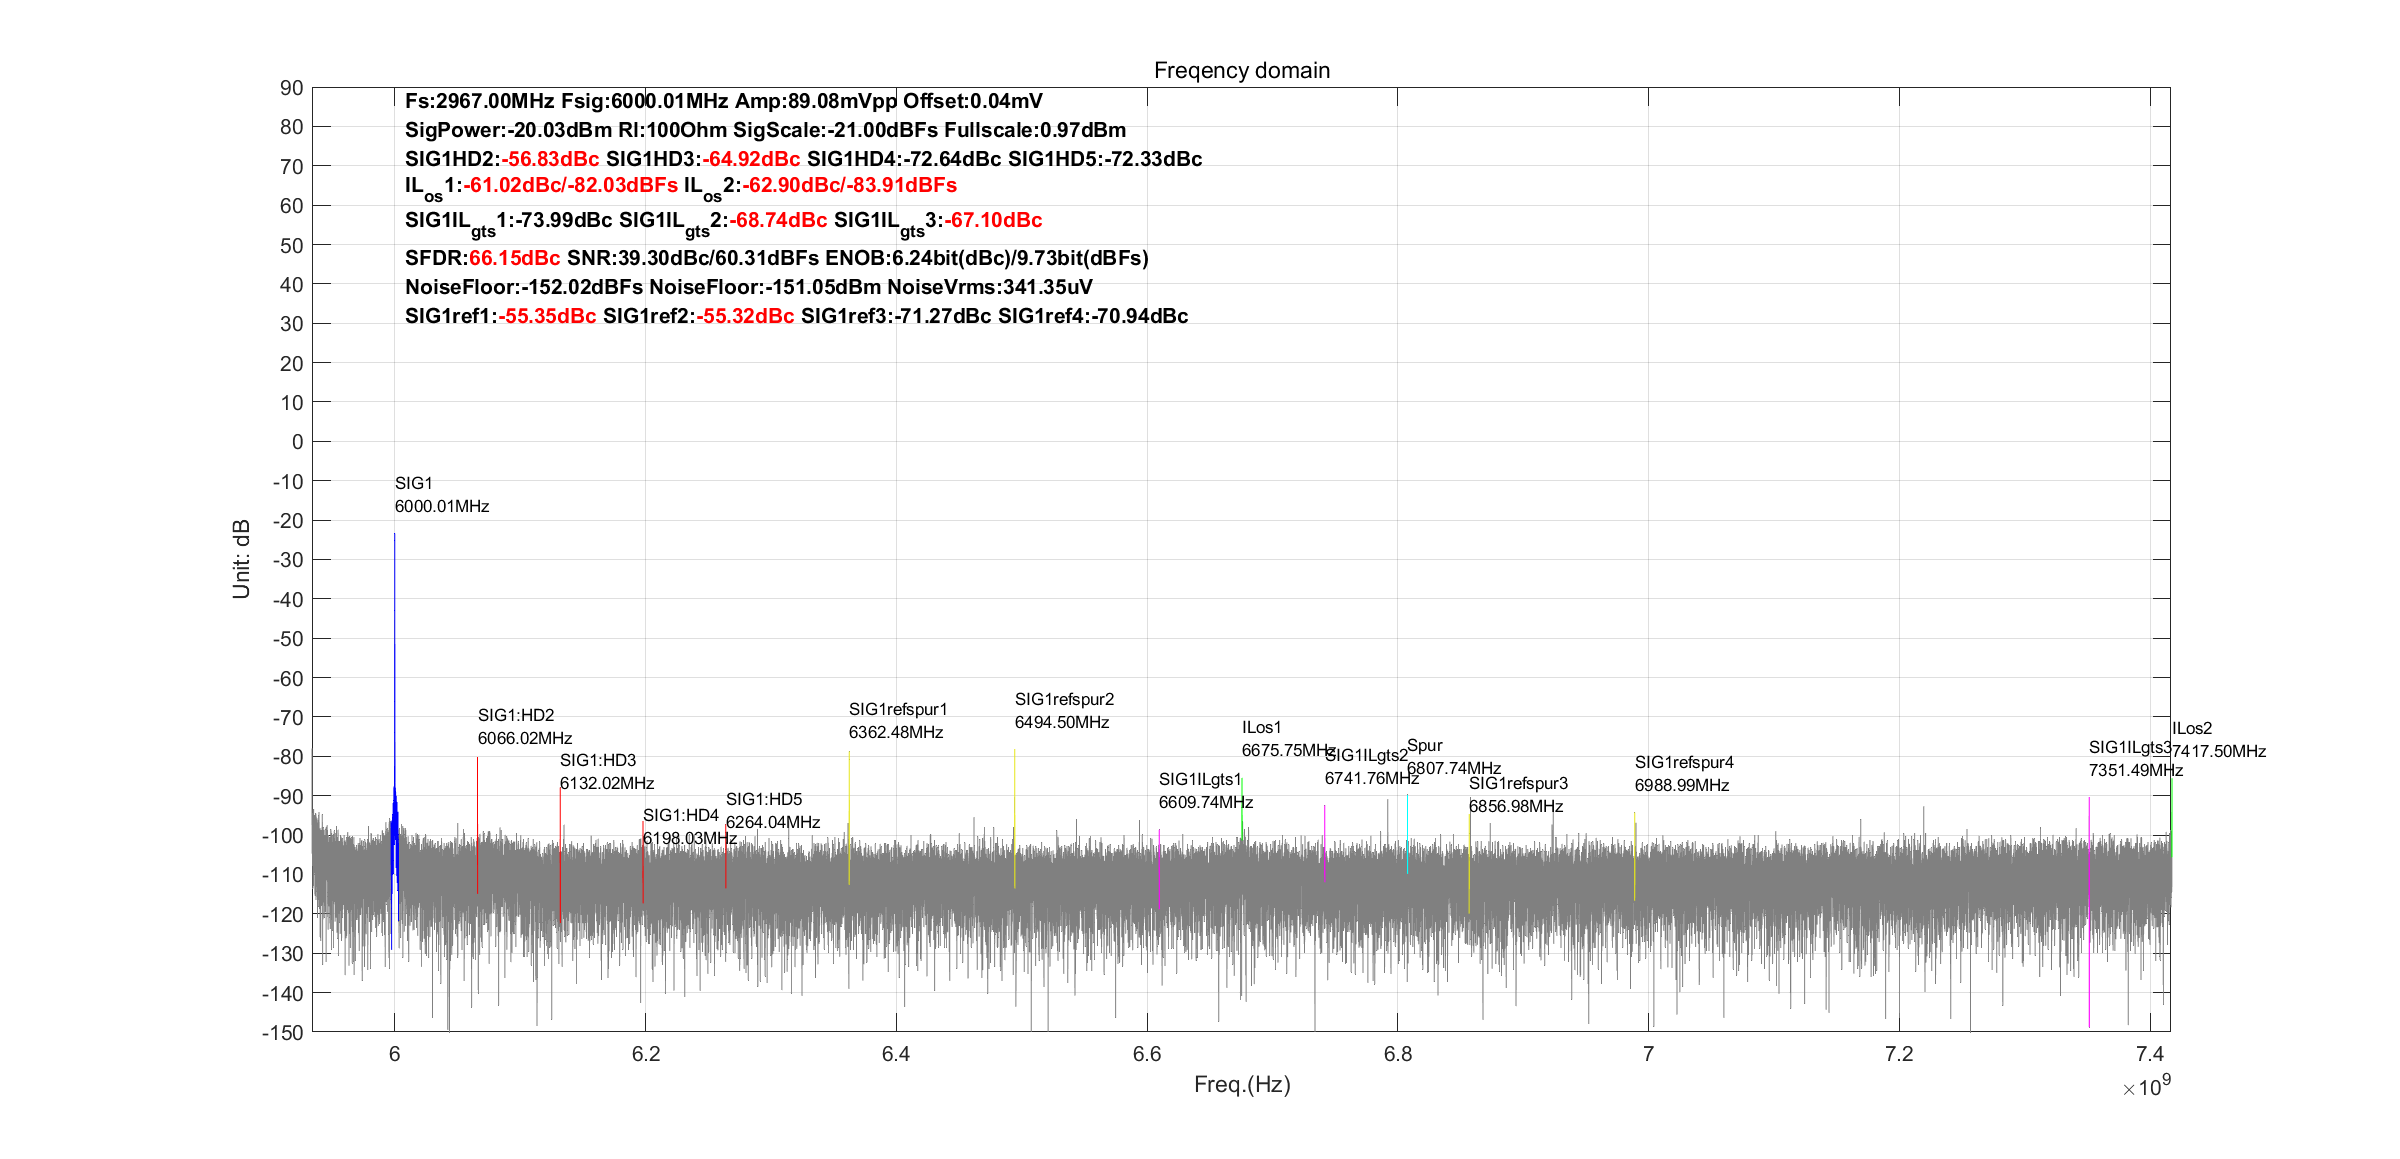 Freqency domain
Fs:2967.00MHz Fsig:6000.01MHz Amp:89.08mVpp Offset:0.04mV
SigPower:-20.03dBm Rl:100Ohm SigScale:-21.00dBFs Fullscale:0.97dBm
SIG1HD2:-56.83dBc SIG1HD3:-64.92dBc SIG1HD4:-72.64dBc SIG1HD5:-72.33dBc
ILos1:-61.02dBc/-82.03dBFs ILos2:-62.90dBc/-83.91dBFs
SIG1ILgts1:-73.99dBc SIG1ILgts2:-68.74dBc SIG1ILgts3:-67.10dBc
SFDR:66.15dBc SNR:39.30dBc/60.31dBFs ENOB:6.24bit(dBc)/9.73bit(dBFs)
NoiseFloor:-152.02dBFs NoiseFloor:-151.05dBm NoiseVrms:341.35uV
SIG1ref1:-55.35dBc SIG1ref2:-55.32dBc SIG1ref3:-71.27dBc SIG1ref4:-70.94dBc
90
80
70
60
50
40
30
20
10
0
-10
-20
-30
-40
-50
-60
-70
-80
-90
-100
-110
-120
-130
-140
-150
Unit: dB
SIG1
6000.01MHz
SIG1:HD2
6066.02MHz
SIG1:HD3
6132.02MHz
SIG1:HD4
6198.03MHz
SIG1:HD5
6264.04MHz
SIG1refspur1
6362.48MHz
SIG1refspur2
6494.50MHz
SIG1ILgts1
6609.74MHz
ILos1
6675.75MHz
SIG1ILgts2
6741.76MHz
Spur
6807.74MHz
SIG1refspur3
6856.98MHz
SIG1refspur4
6988.99MHz
SIG1ILgts3
7351.49MHz
ILos2
7417.50MHz
6 6.2 6.4 6.6 6.8 7 7.2 7.4
Freq.(Hz)
×10^9